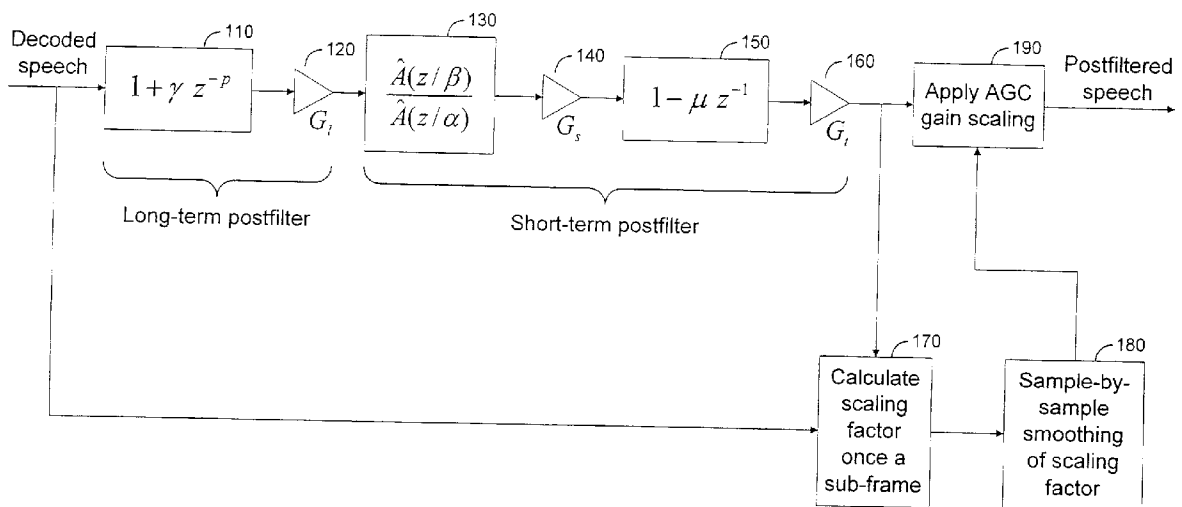 110
120
130
140
150
160
190
Decoded
speech
1 + γ z^{-p}
G_l
Â(z/β)
Â(z/α)
G_s
1 − μ z^{-1}
G_t
Apply AGC
gain scaling
Postfiltered
speech
Long-term postfilter
Short-term postfilter
170
Calculate
scaling
factor
once a
sub-frame
180
Sample-by-
sample
smoothing
of scaling
factor